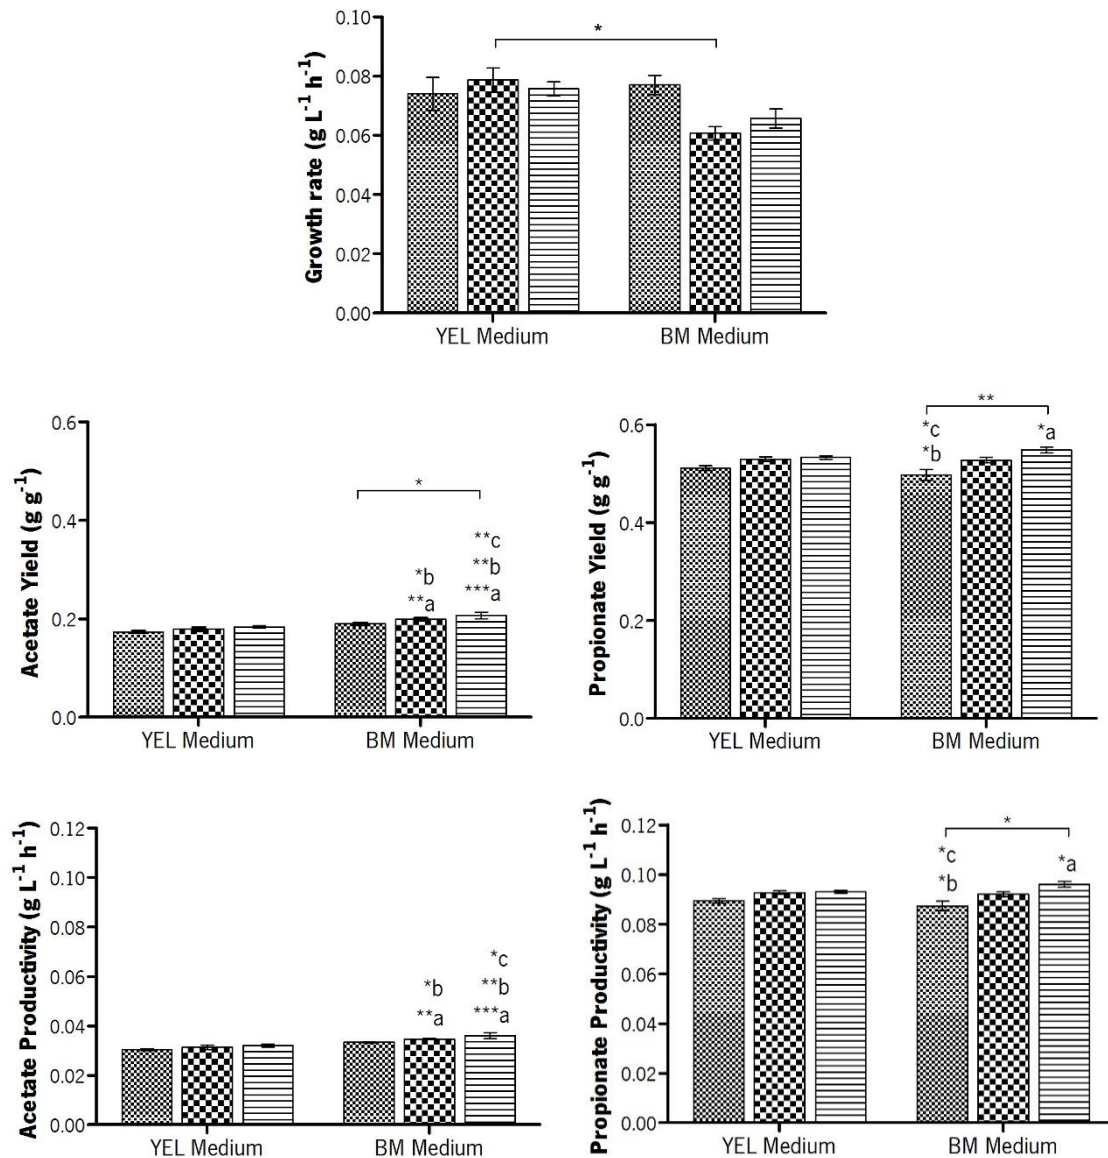 Growth rate (g L⁻¹ h⁻¹)
0.10
0.08
0.06
0.04
0.02
0.00
*
YEL Medium
BM Medium
Acetate Yield (g g⁻¹)
0.6
0.4
0.2
0.0
*
*b
**a
**c
**b
***a
YEL Medium
BM Medium
Propionate Yield (g g⁻¹)
0.6
0.4
0.2
0.0
**
*c
*b
*a
YEL Medium
BM Medium
Acetate Productivity (g L⁻¹ h⁻¹)
0.12
0.10
0.08
0.06
0.04
0.02
0.00
*b
**a
*c
**b
***a
YEL Medium
BM Medium
Propionate Productivity (g L⁻¹ h⁻¹)
0.12
0.10
0.08
0.06
0.04
0.02
0.00
*
*c
*b
*a
YEL Medium
BM Medium